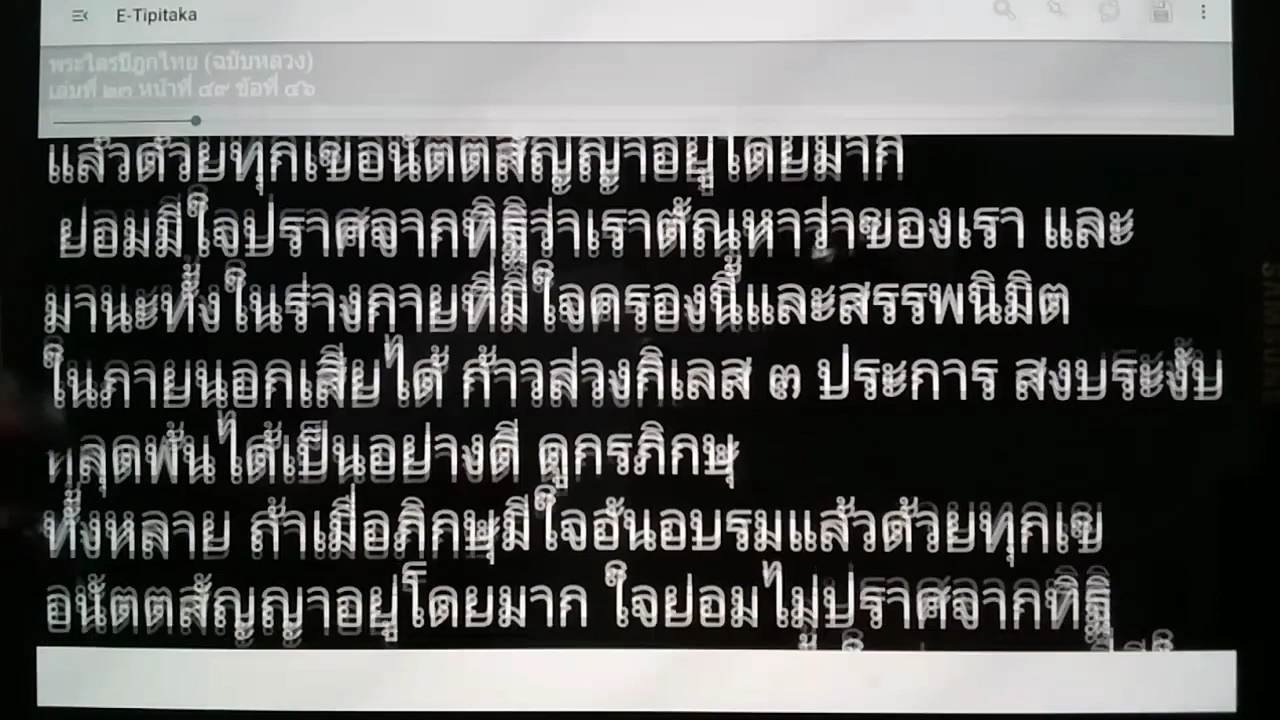 E-Tipitaka
พระไตรปิฎกไทย (ฉบับหลวง)
เล่มที่ ๒๓ หน้าที่ ๔๙ ข้อที่ ๔๖
แล้วด้วยทุกเขอนัตตสัญญาอยู่โดยมาก
ย่อมมีใจปราศจากทิฐิว่าเราตัณหาว่าของเรา และ
มานะทั้งในร่างกายที่มีใจครองนี้และสรรพนิมิต
ในภายนอกเสียได้ ก้าวล่วงกิเลส ๓ ประการ สงบระงับ
หลุดพ้นได้เป็นอย่างดี ดูกรภิกษุ
ทั้งหลาย ถ้าเมื่อภิกษุมีใจอันอบรมแล้วด้วยทุกเข
อนัตตสัญญาอยู่โดยมาก ใจย่อมไม่ปราศจากทิฐิ